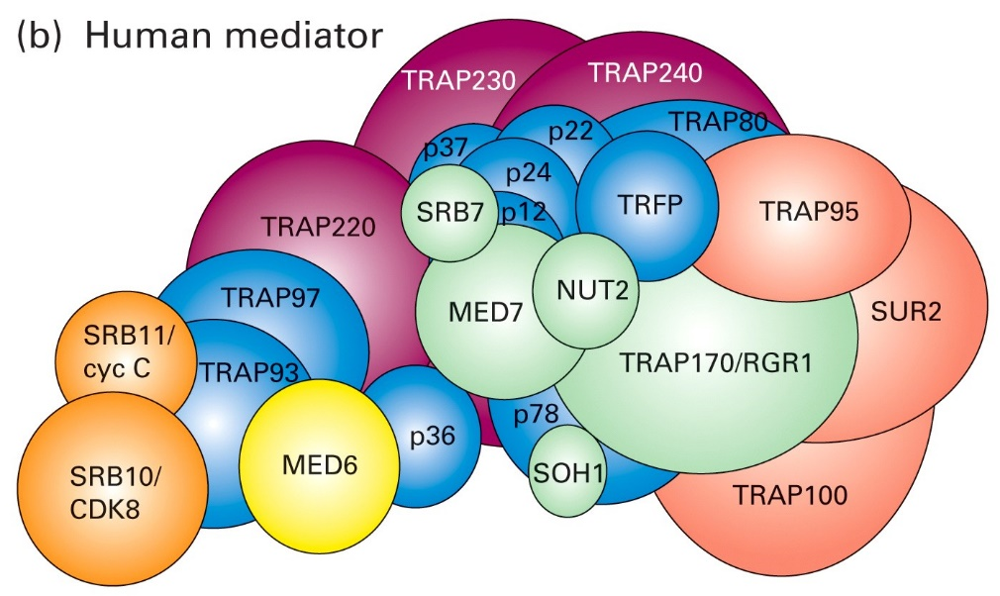 (b) Human mediator
TRAP230
TRAP240
TRAP80
p22
p37
p24
TRFP
TRAP95
SRB7
p12
TRAP220
TRAP97
NUT2
MED7
SUR2
SRB11/
cyc C
TRAP170/RGR1
TRAP93
p78
p36
MED6
SOH1
SRB10/
CDK8
TRAP100